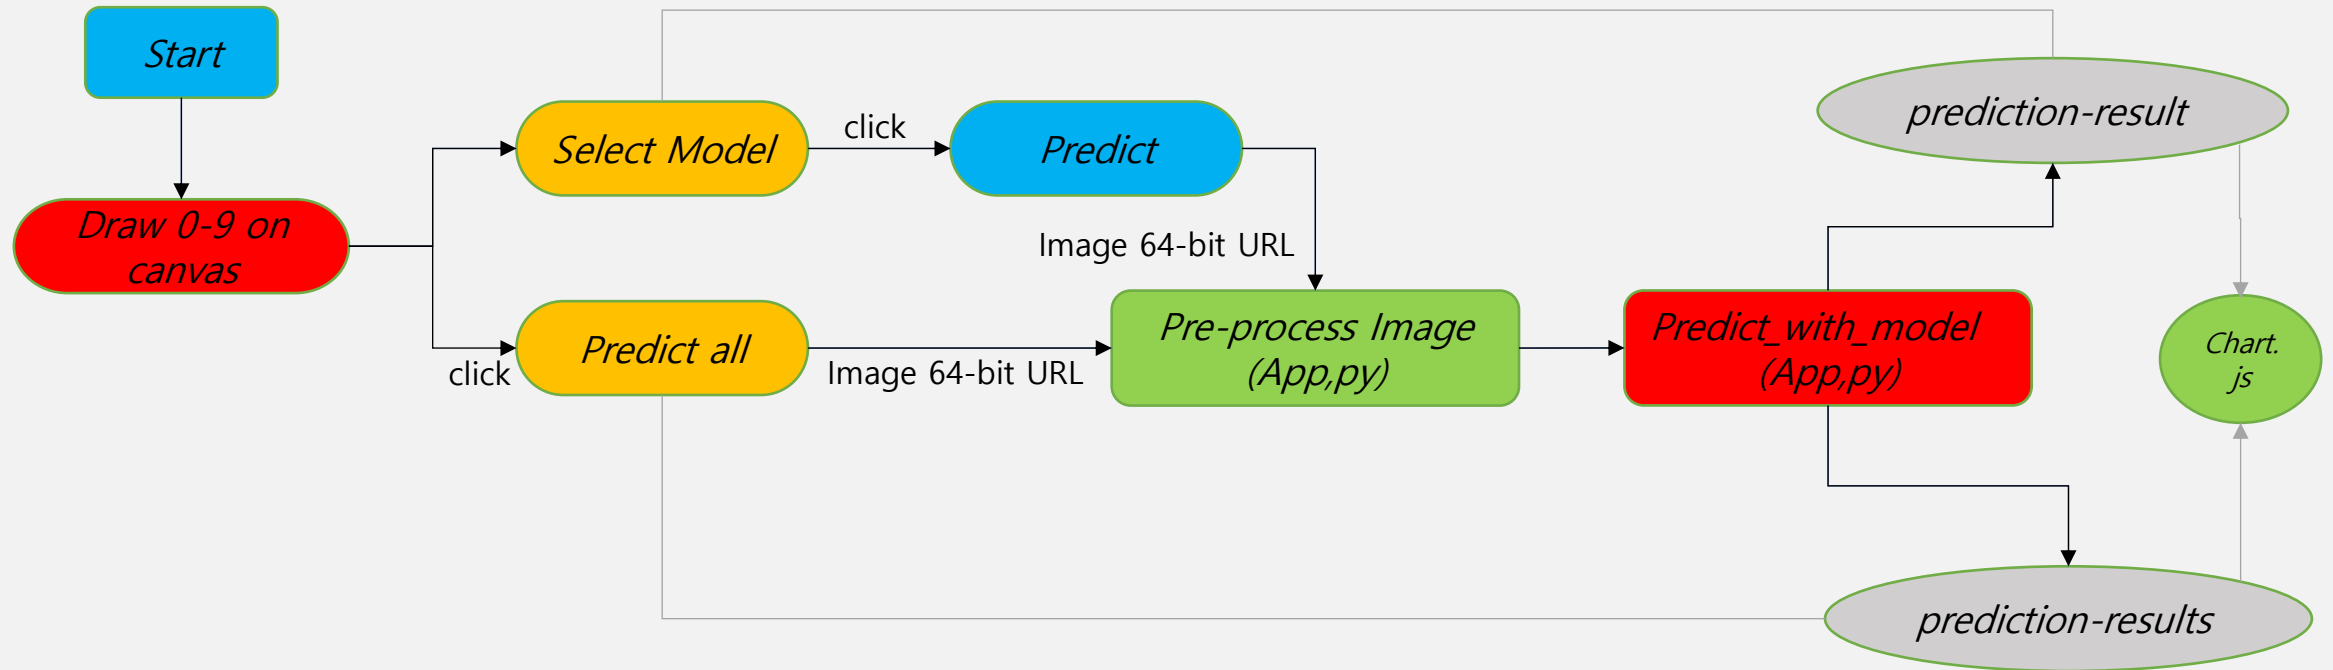 Start
Draw 0-9 on
canvas
Select Model
click
Predict
Image 64-bit URL
click
Predict all
Image 64-bit URL
Pre-process Image
(App,py)
Predict_with_model
(App,py)
prediction-result
Chart.
js
prediction-results